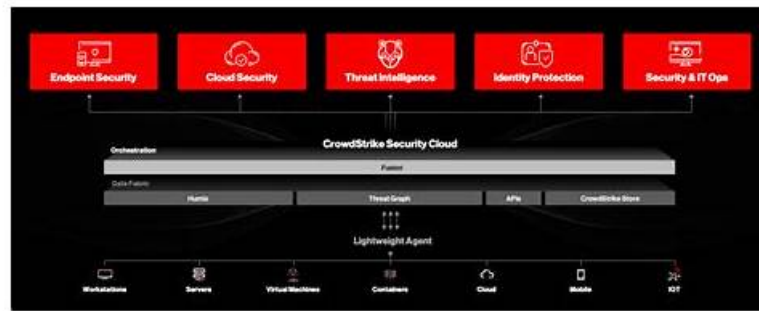 Endpoint Security
Cloud Security
Threat Intelligence
Identity Protection
Security & IT Ops
CrowdStrike Security Cloud
Orchestration
Fusion
Data Fabric
Humio
Threat Graph
APIs
CrowdStrike Store
Lightweight Agent
Workstations
Servers
Virtual Machines
Containers
Cloud
Mobile
IOT